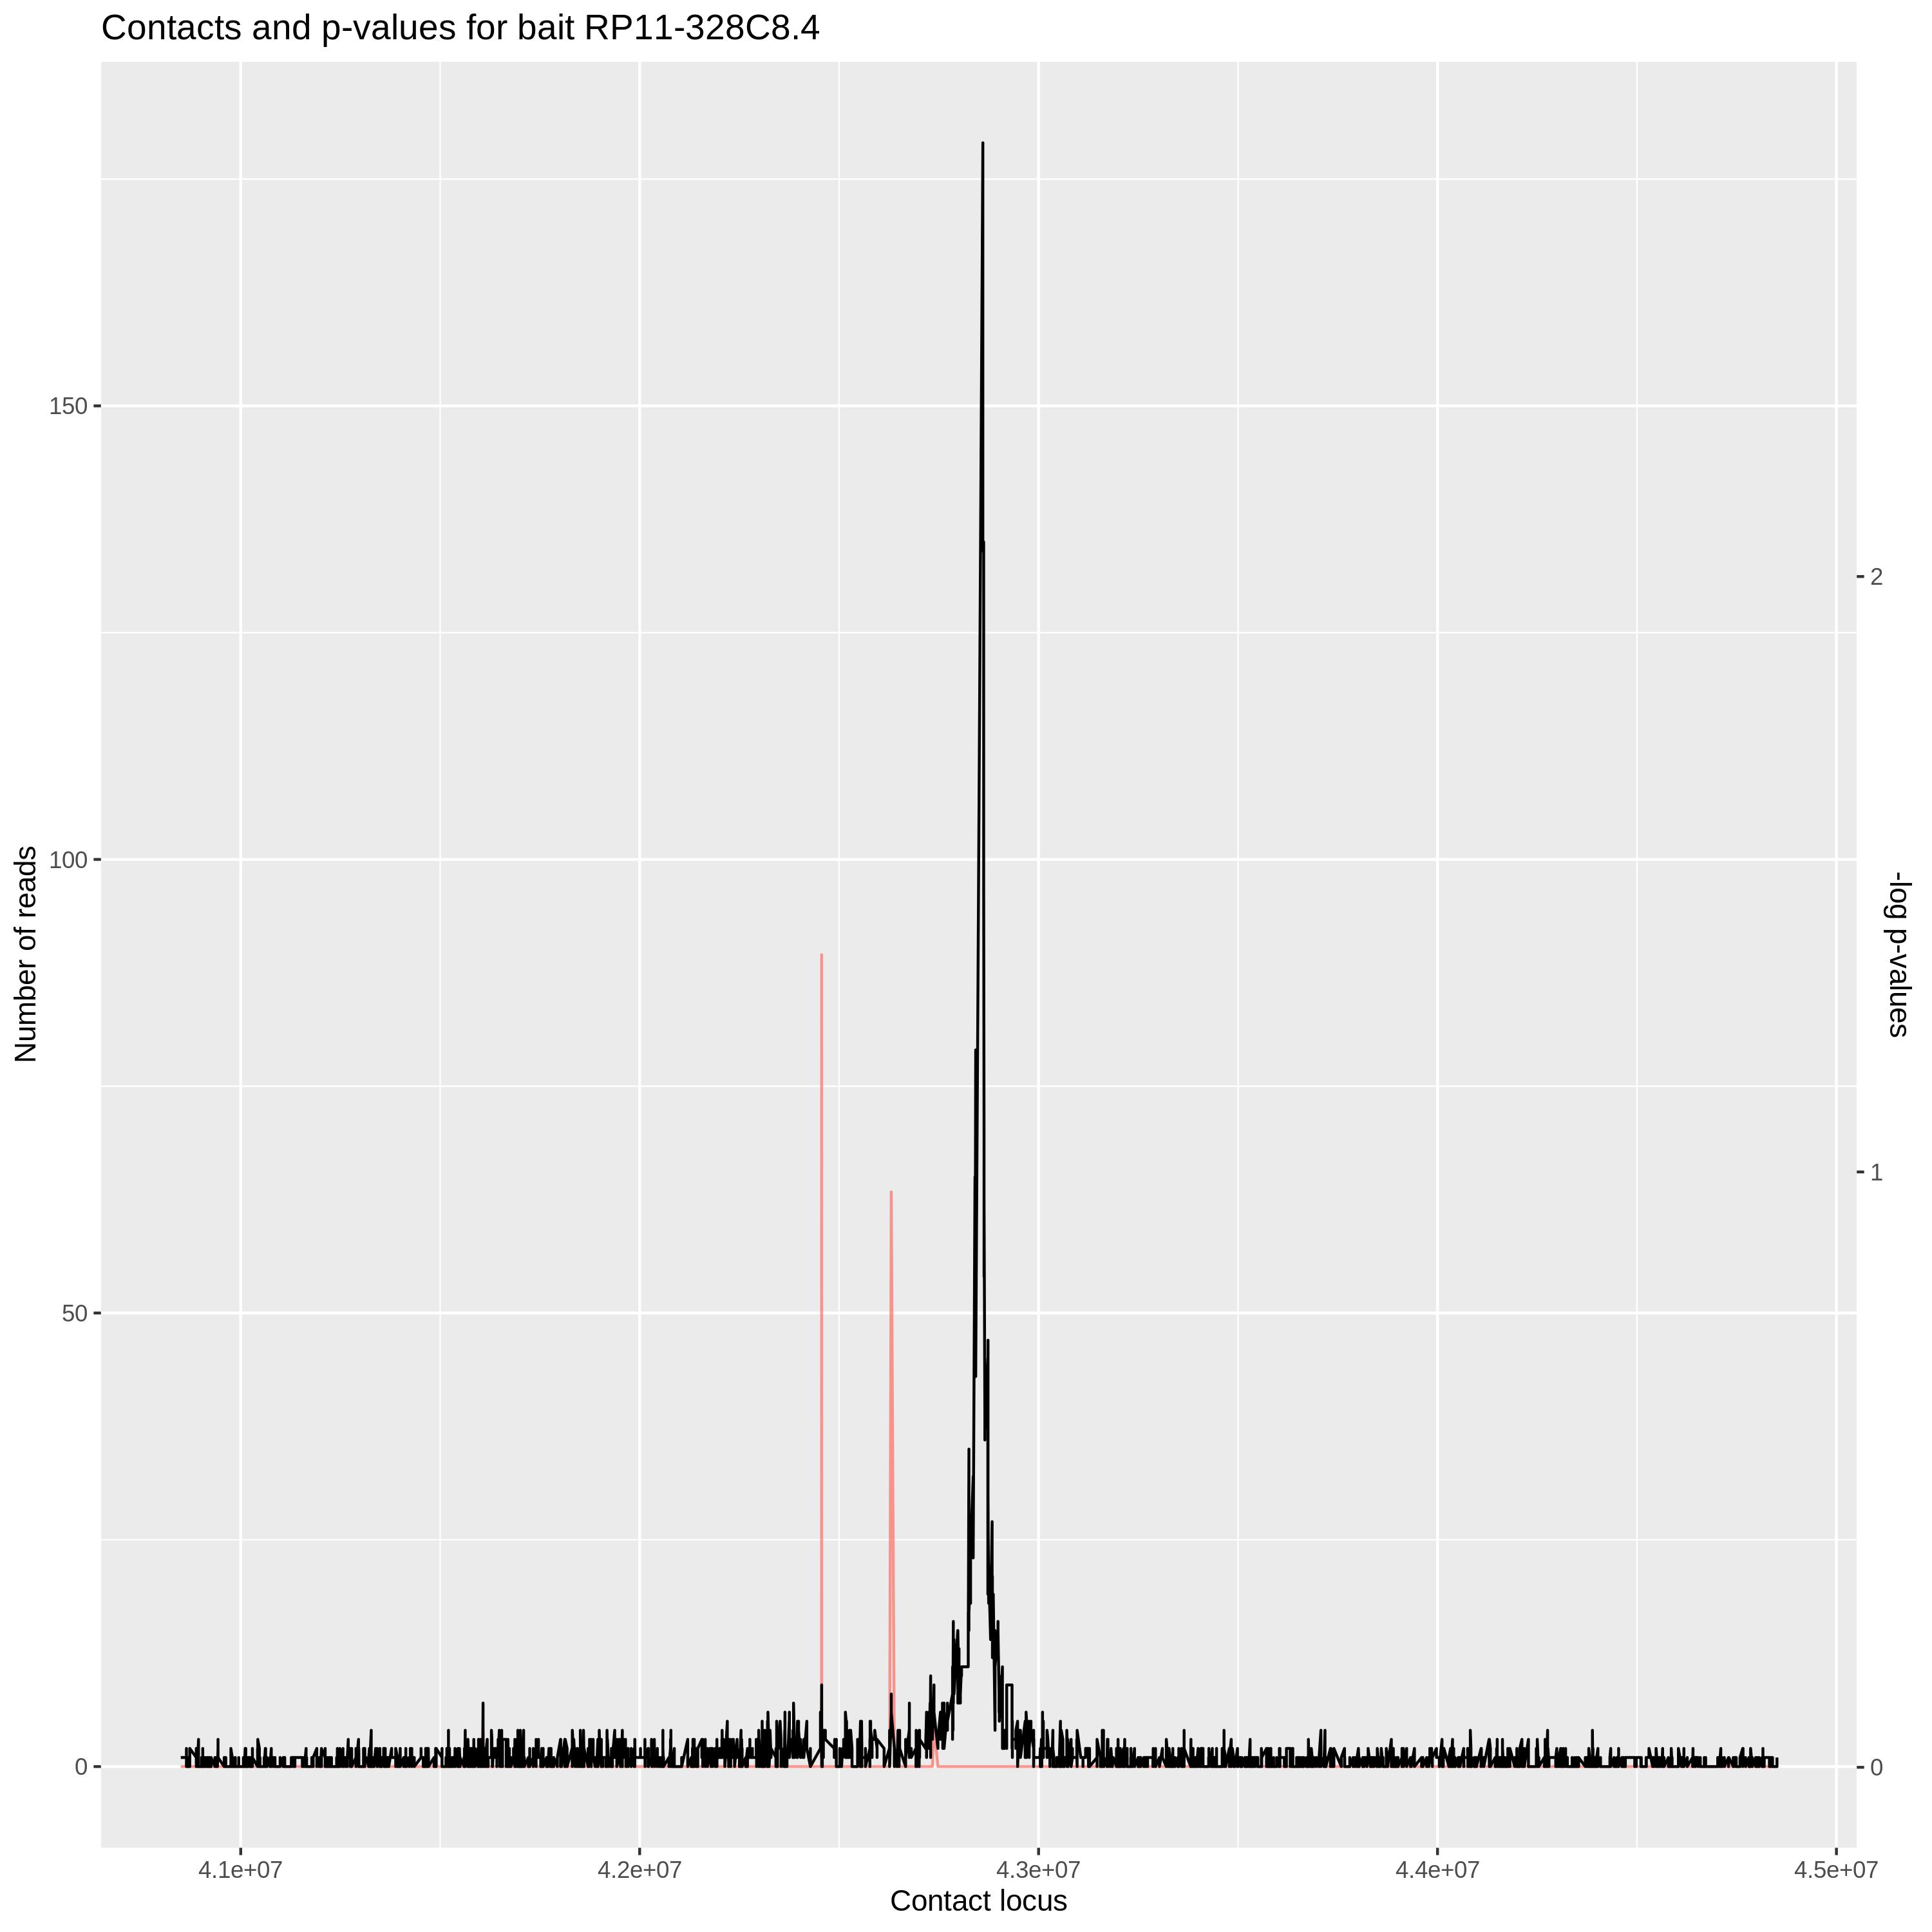 Contacts and p-values for bait RP11-328C8.4
Number of reads
150
100
50
0
2
1
0
-log p-values
4.1e+07
4.2e+07
4.3e+07
4.4e+07
4.5e+07
Contact locus